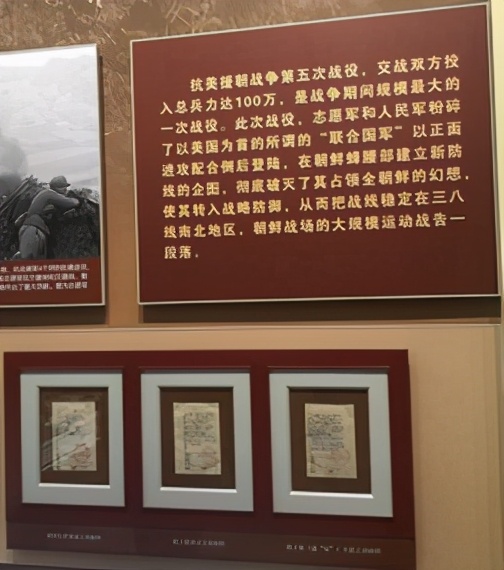 抗美援朝战争第五次战役，交战双方投
入总兵力达100万，是战争期间规模最大的
一次战役。此次战役，志愿军和人民军粉碎
了以美国为首的所谓的“联合国军”以正面
进攻配合侧后登陆，在朝鲜蜂腰部建立新防
线的企图，彻底破灭了其占领全朝鲜的幻想，
使其转入战略防御，从而把战线稳定在三八
线南北地区，朝鲜战场的大规模运动战告一
段落。